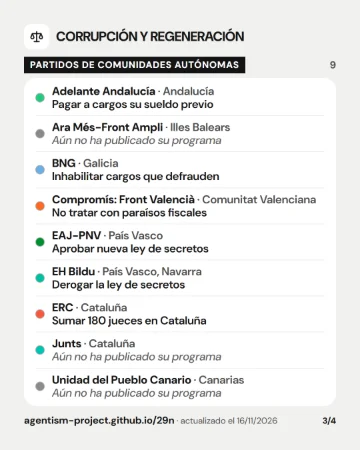 CORRUPCIÓN Y REGENERACIÓN
PARTIDOS DE COMUNIDADES AUTÓNOMAS 9
Adelante Andalucía · Andalucía
Pagar a cargos su sueldo previo
Ara Més-Front Ampli · Illes Balears
Aún no ha publicado su programa
BNG · Galicia
Inhabilitar cargos que defrauden
Compromís: Front Valencià · Comunitat Valenciana
No tratar con paraísos fiscales
EAJ-PNV · País Vasco
Aprobar nueva ley de secretos
EH Bildu · País Vasco, Navarra
Derogar la ley de secretos
ERC · Cataluña
Sumar 180 jueces en Cataluña
Junts · Cataluña
Aún no ha publicado su programa
Unidad del Pueblo Canario · Canarias
Aún no ha publicado su programa
agentism-project.github.io/29n · actualizado el 16/11/2026 3/4